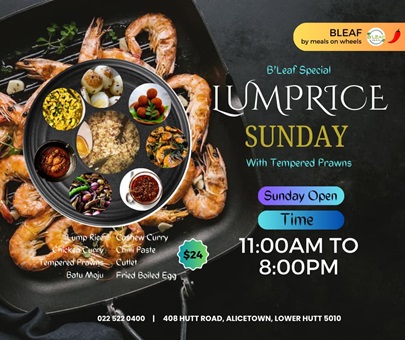 BLEAF
by meals on wheels
B'Leaf Special
LUMPRICE
SUNDAY
With Tempered Prawns
Sunday Open
Time
11:00AM TO
8:00PM
Lump Rice
Chicken Curry
Tempered Prawns
Batu Moju
Cashew Curry
Chili Paste
Cutlet
Fried Boiled Egg
$24
022 522 0400 | 408 HUTT ROAD, ALICETOWN, LOWER HUTT 5010